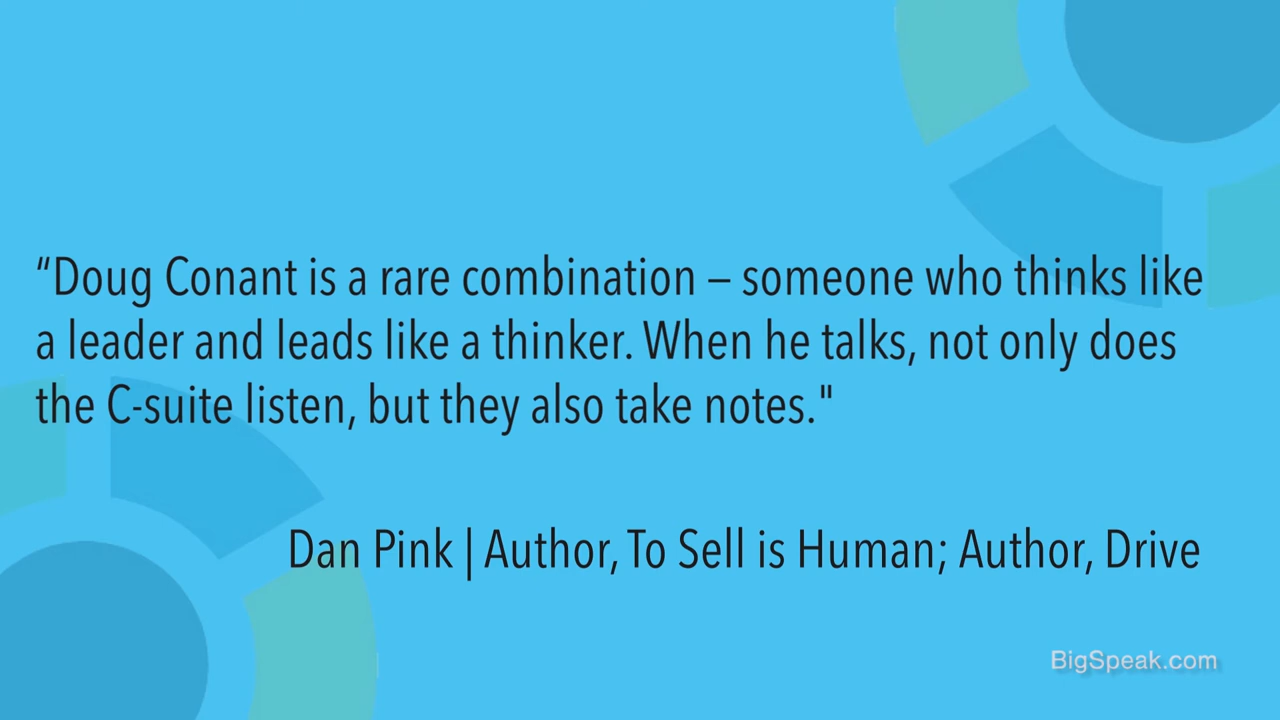 “Doug Conant is a rare combination – someone who thinks like
a leader and leads like a thinker. When he talks, not only does
the C-suite listen, but they also take notes."
Dan Pink | Author, To Sell is Human; Author, Drive
BigSpeak.com